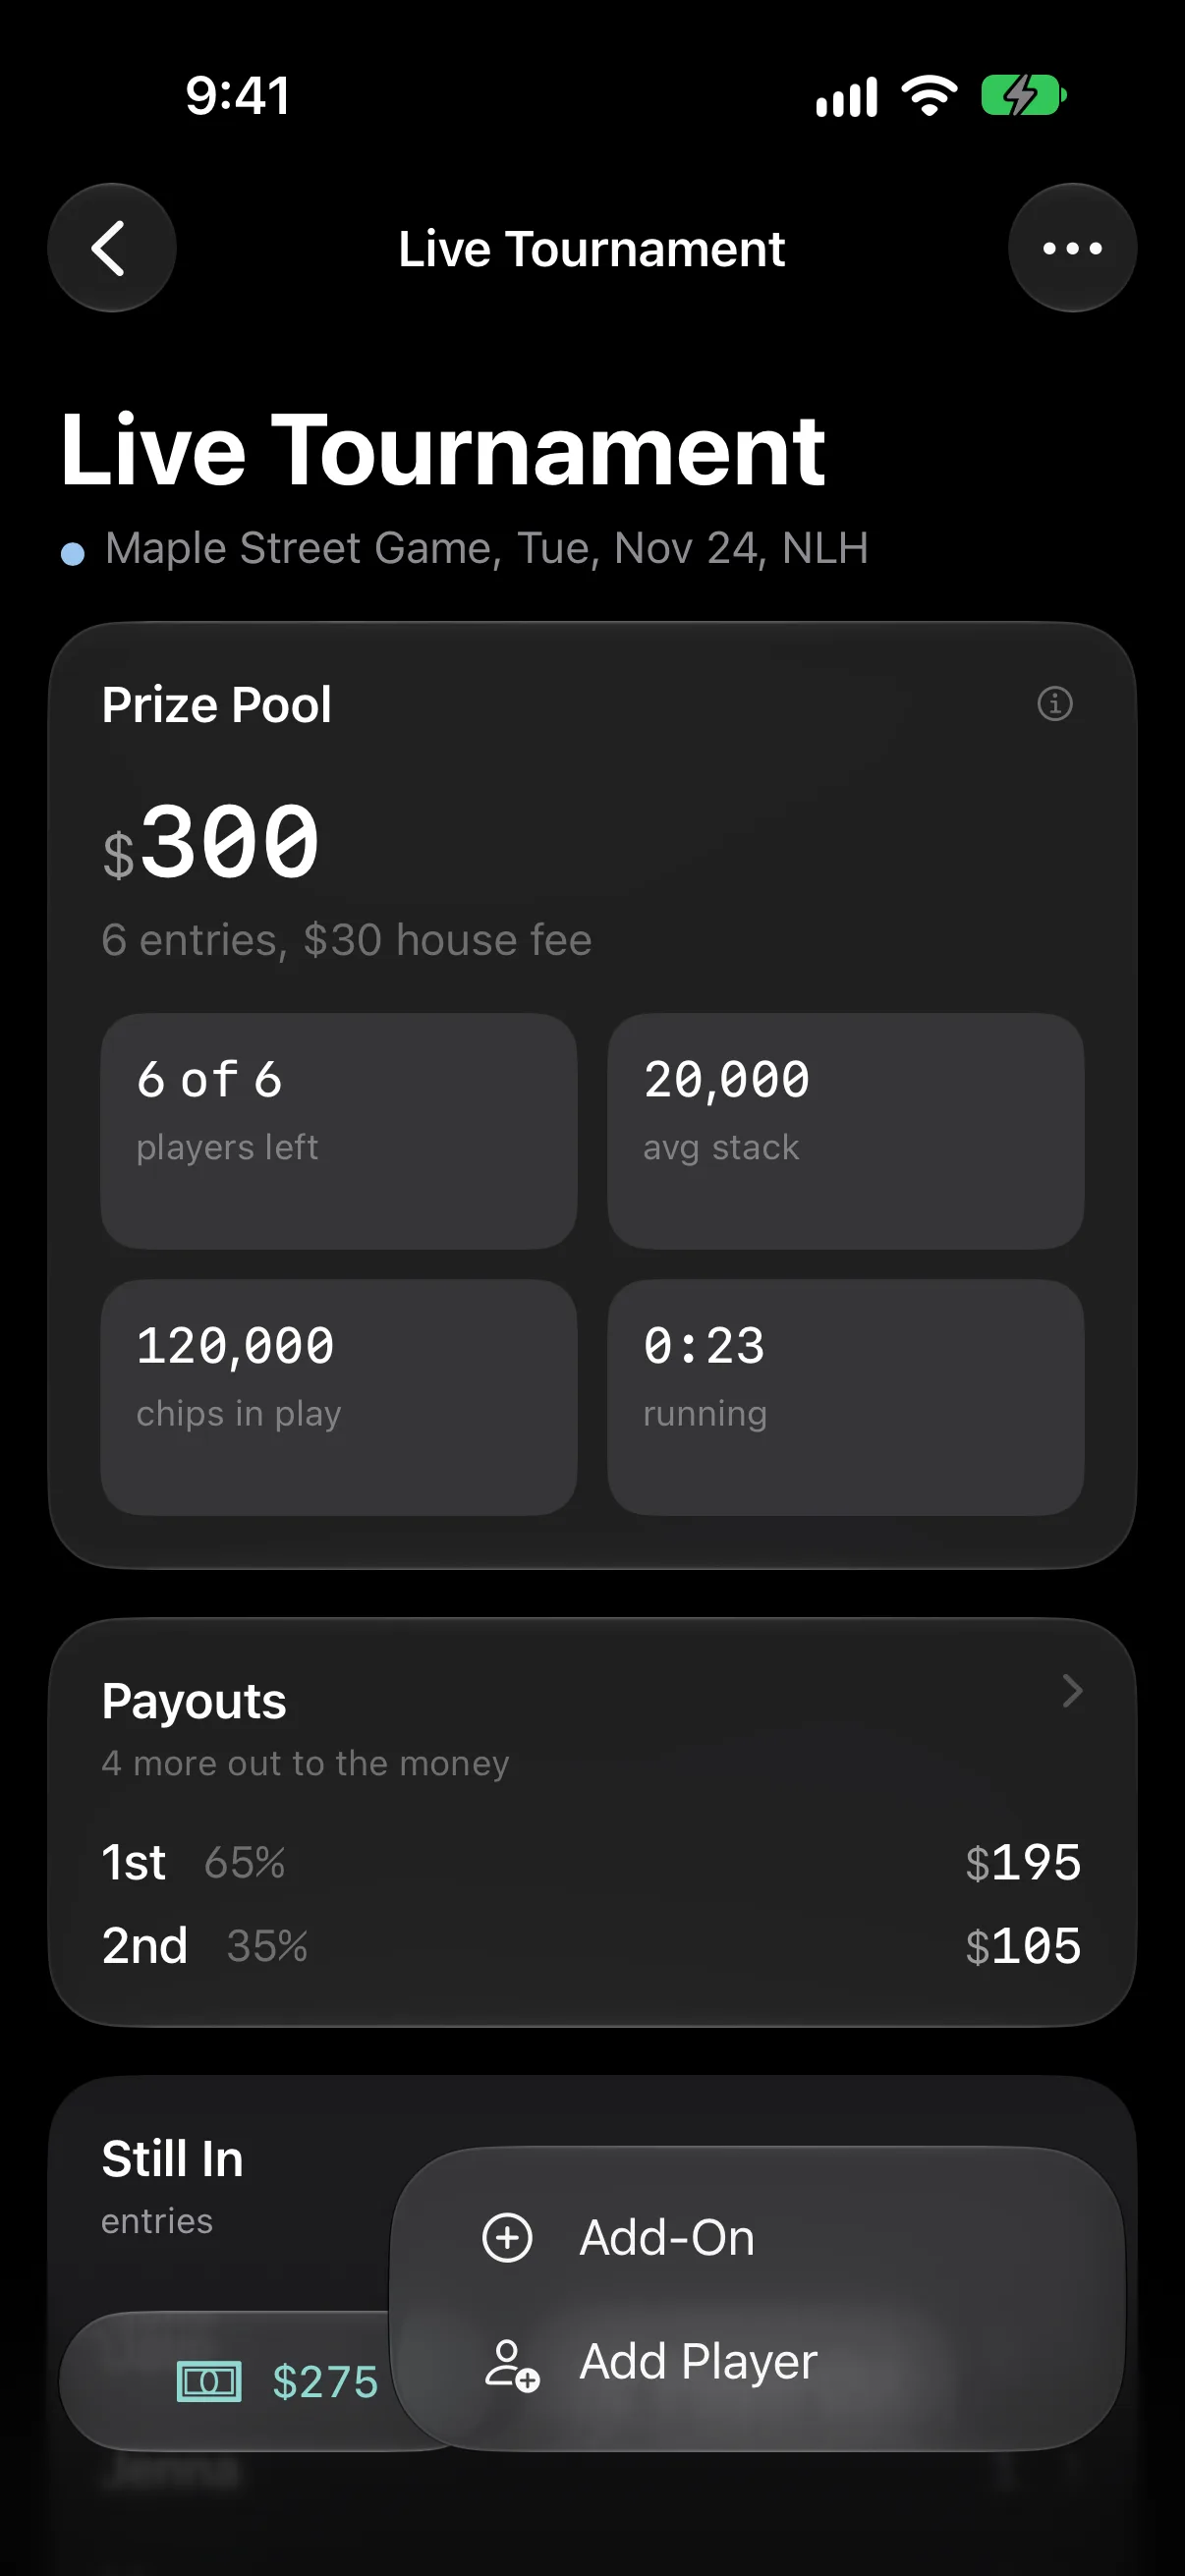 9:41
Live Tournament
Live Tournament
Maple Street Game, Tue, Nov 24, NLH
Prize Pool
$300
6 entries, $30 house fee
6 of 6
players left
20,000
avg stack
120,000
chips in play
0:23
running
Payouts
4 more out to the money
1st 65% $195
2nd 35% $105
Still In
entries
Add-On
Add Player
$275
Jenna